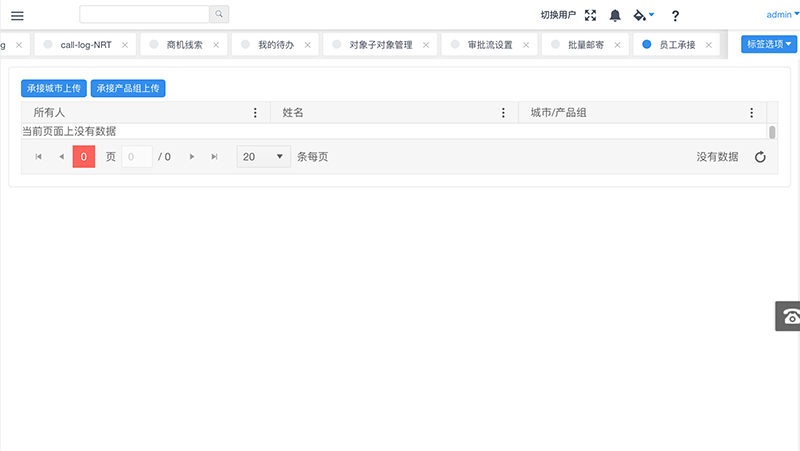 切换用户 ? admin
g call-log-NRT 商机线索 我的待办 对象子对象管理 审批流设置 批量邮寄 员工承接 标签选项
承接城市上传 承接产品组上传
所有人 姓名 城市/产品组
当前页面上没有数据
0 页 0 / 0 20 条每页 没有数据